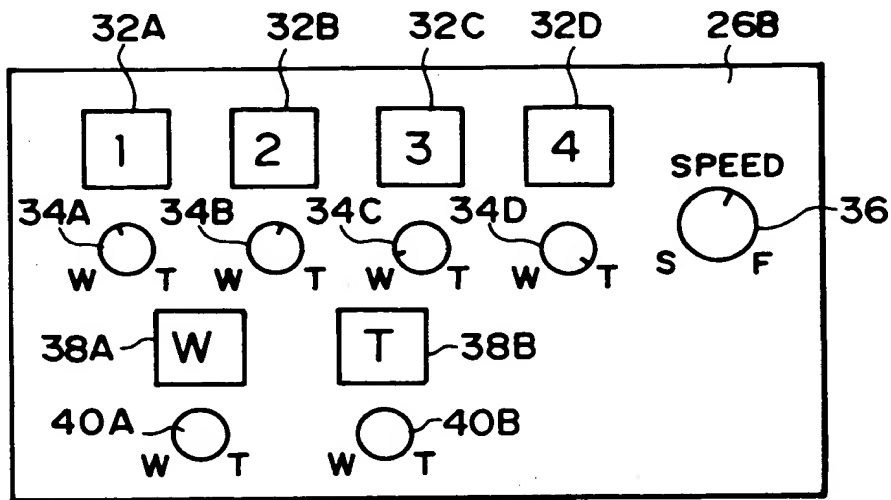 32A 32B 32C 32D 26B
1 2 3 4
SPEED
34A 34B 34C 34D 36
W T W T W T W T S F
38A W T 38B
40A 40B
W T W T